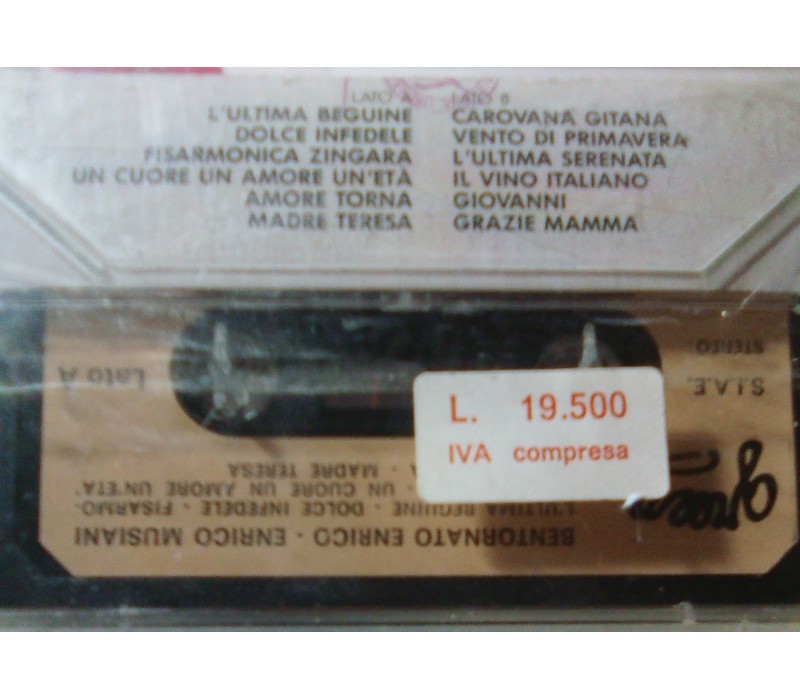 LATO A LATO B
L'ULTIMA BEGUINE CAROVANA GITANA
DOLCE INFEDELE VENTO DI PRIMAVERA
FISARMONICA ZINGARA L'ULTIMA SERENATA
UN CUORE UN AMORE UN'ETÀ IL VINO ITALIANO
AMORE TORNA GIOVANNI
MADRE TERESA GRAZIE MAMMA
L. 19.500
IVA compresa
BENTORNATO ENRICO · ENRICO MUSIANI
L'ULTIMA BEGUINE · DOLCE INFEDELE · FISARMO-
· UN CUORE UN AMORE UN'ETA'
· MADRE TERESA
green
S.I.A.E.
STEREO
Lato A